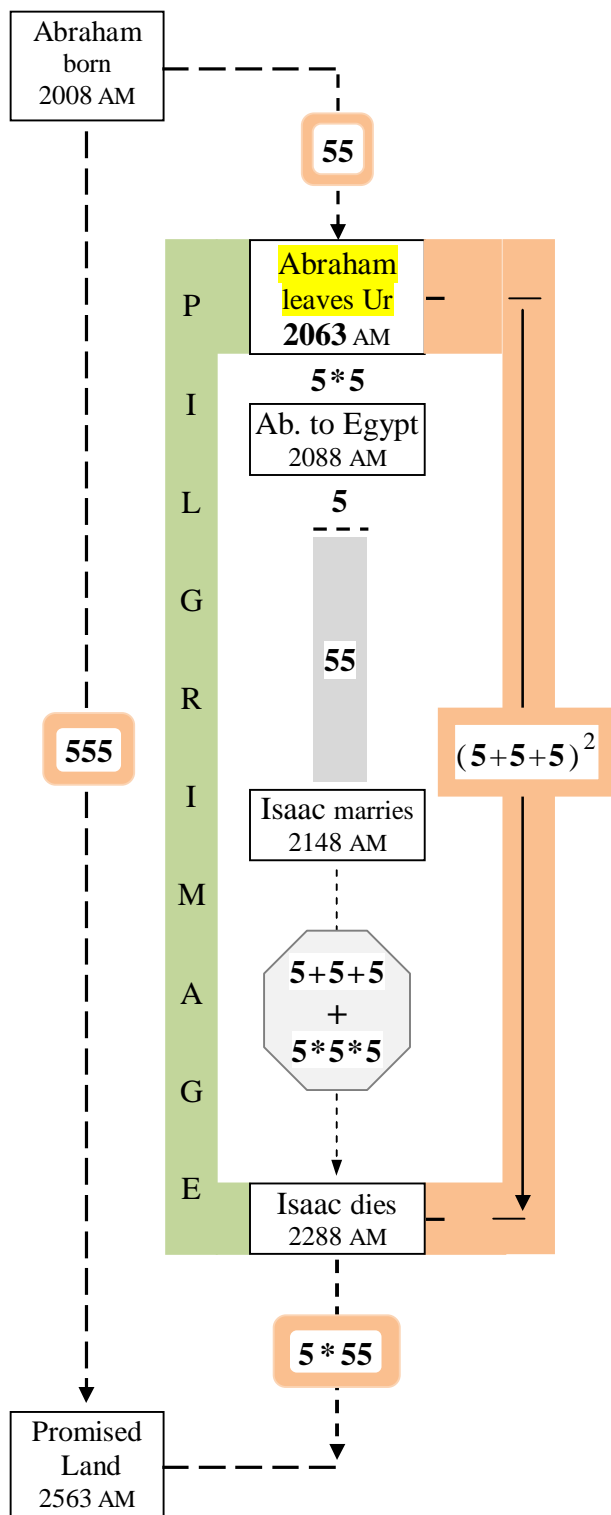 Abraham
born
2008 AM
55
Abraham
leaves Ur
2063 AM
5*5
Ab. to Egypt
2088 AM
5
55
Isaac marries
2148 AM
5+5+5
+
5*5*5
Isaac dies
2288 AM
5*55
P
I
L
G
R
I
M
A
G
E
555
(5+5+5)²
Promised
Land
2563 AM